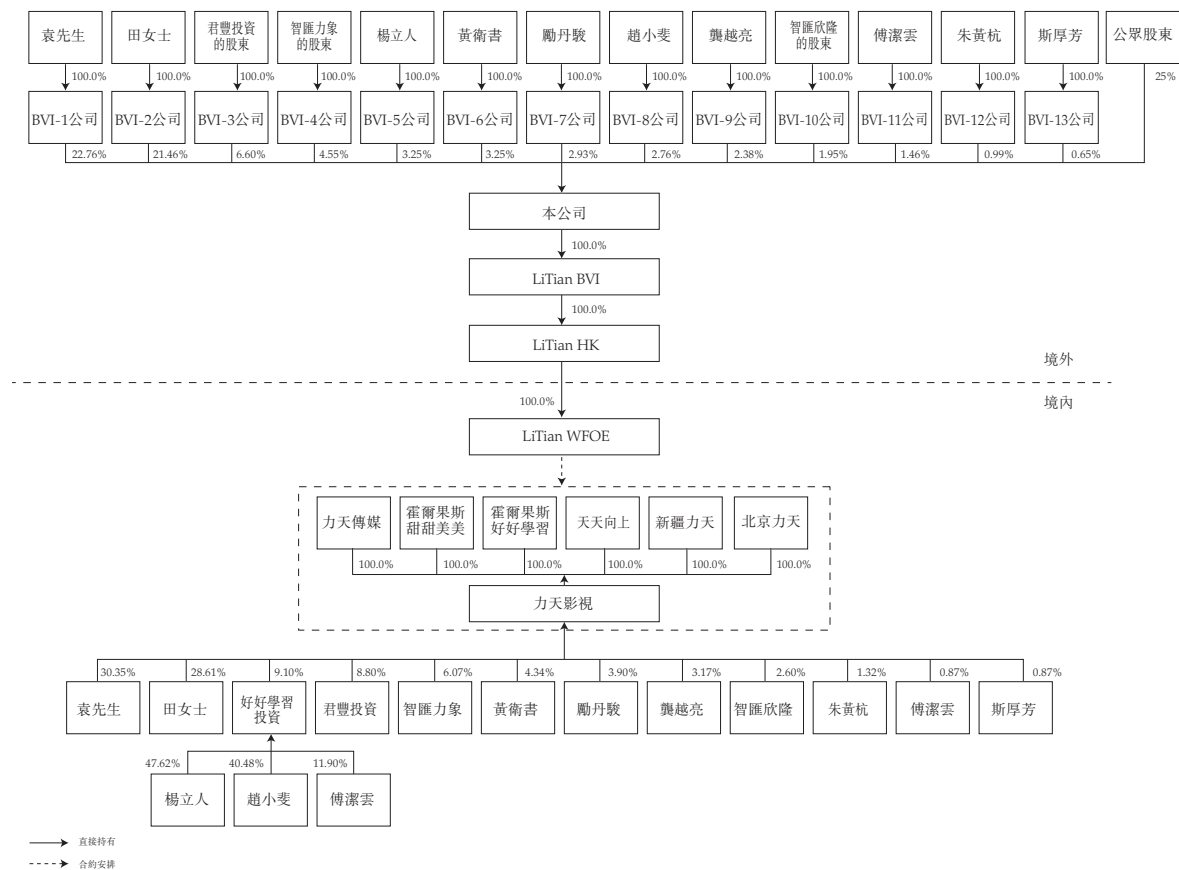 袁先生
田女士
君豐投資
的股東
智匯力象
的股東
楊立人
黃衛書
勵丹駿
趙小斐
龔越亮
智匯欣隆
的股東
傅潔雲
朱黃杭
斯厚芳
公眾股東
100.0%
100.0%
100.0%
100.0%
100.0%
100.0%
100.0%
100.0%
100.0%
100.0%
100.0%
100.0%
100.0%
25%
BVI-1公司
BVI-2公司
BVI-3公司
BVI-4公司
BVI-5公司
BVI-6公司
BVI-7公司
BVI-8公司
BVI-9公司
BVI-10公司
BVI-11公司
BVI-12公司
BVI-13公司
22.76%
21.46%
6.60%
4.55%
3.25%
3.25%
2.93%
2.76%
2.38%
1.95%
1.46%
0.99%
0.65%
本公司
100.0%
LiTian BVI
100.0%
LiTian HK
境外
100.0%
境內
LiTian WFOE
力天傳媒
霍爾果斯
甜甜美美
霍爾果斯
好好學習
天天向上
新疆力天
北京力天
100.0%
100.0%
100.0%
100.0%
100.0%
100.0%
力天影視
30.35%
28.61%
9.10%
8.80%
6.07%
4.34%
3.90%
3.17%
2.60%
1.32%
0.87%
0.87%
袁先生
田女士
好好學習
投資
君豐投資
智匯力象
黃衛書
勵丹駿
龔越亮
智匯欣隆
朱黃杭
傅潔雲
斯厚芳
47.62%
40.48%
11.90%
楊立人
趙小斐
傅潔雲
直接持有
合約安排